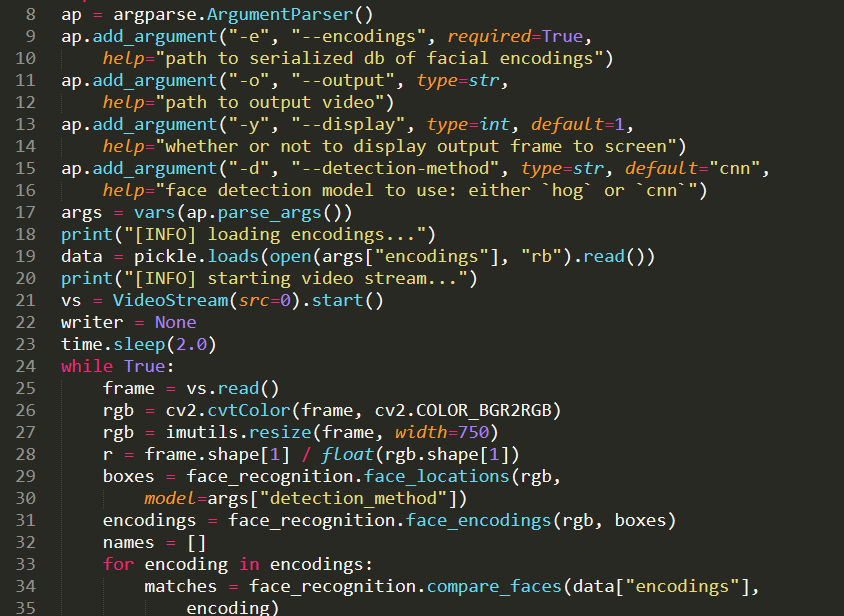 8 ap = argparse.ArgumentParser()
9 ap.add_argument("-e", "--encodings", required=True,
10     help="path to serialized db of facial encodings")
11 ap.add_argument("-o", "--output", type=str,
12     help="path to output video")
13 ap.add_argument("-y", "--display", type=int, default=1,
14     help="whether or not to display output frame to screen")
15 ap.add_argument("-d", "--detection-method", type=str, default="cnn",
16     help="face detection model to use: either `hog` or `cnn`")
17 args = vars(ap.parse_args())
18 print("[INFO] loading encodings...")
19 data = pickle.loads(open(args["encodings"], "rb").read())
20 print("[INFO] starting video stream...")
21 vs = VideoStream(src=0).start()
22 writer = None
23 time.sleep(2.0)
24 while True:
25     frame = vs.read()
26     rgb = cv2.cvtColor(frame, cv2.COLOR_BGR2RGB)
27     rgb = imutils.resize(frame, width=750)
28     r = frame.shape[1] / float(rgb.shape[1])
29     boxes = face_recognition.face_locations(rgb,
30         model=args["detection_method"])
31     encodings = face_recognition.face_encodings(rgb, boxes)
32     names = []
33     for encoding in encodings:
34         matches = face_recognition.compare_faces(data["encodings"],
35             encoding)